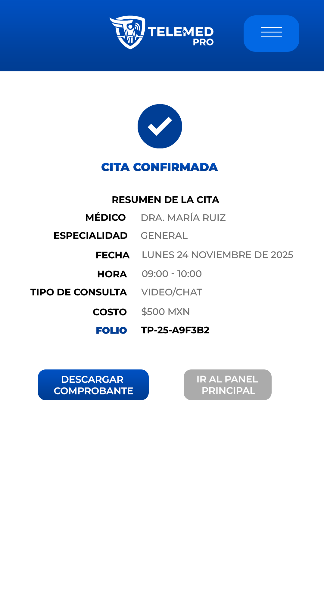 TELEMED
PRO
CITA CONFIRMADA
RESUMEN DE LA CITA
MÉDICO DRA. MARÍA RUIZ
ESPECIALIDAD GENERAL
FECHA LUNES 24 NOVIEMBRE DE 2025
HORA 09:00 - 10:00
TIPO DE CONSULTA VIDEO/CHAT
COSTO $500 MXN
FOLIO TP-25-A9F3B2
DESCARGAR
COMPROBANTE
IR AL PANEL
PRINCIPAL